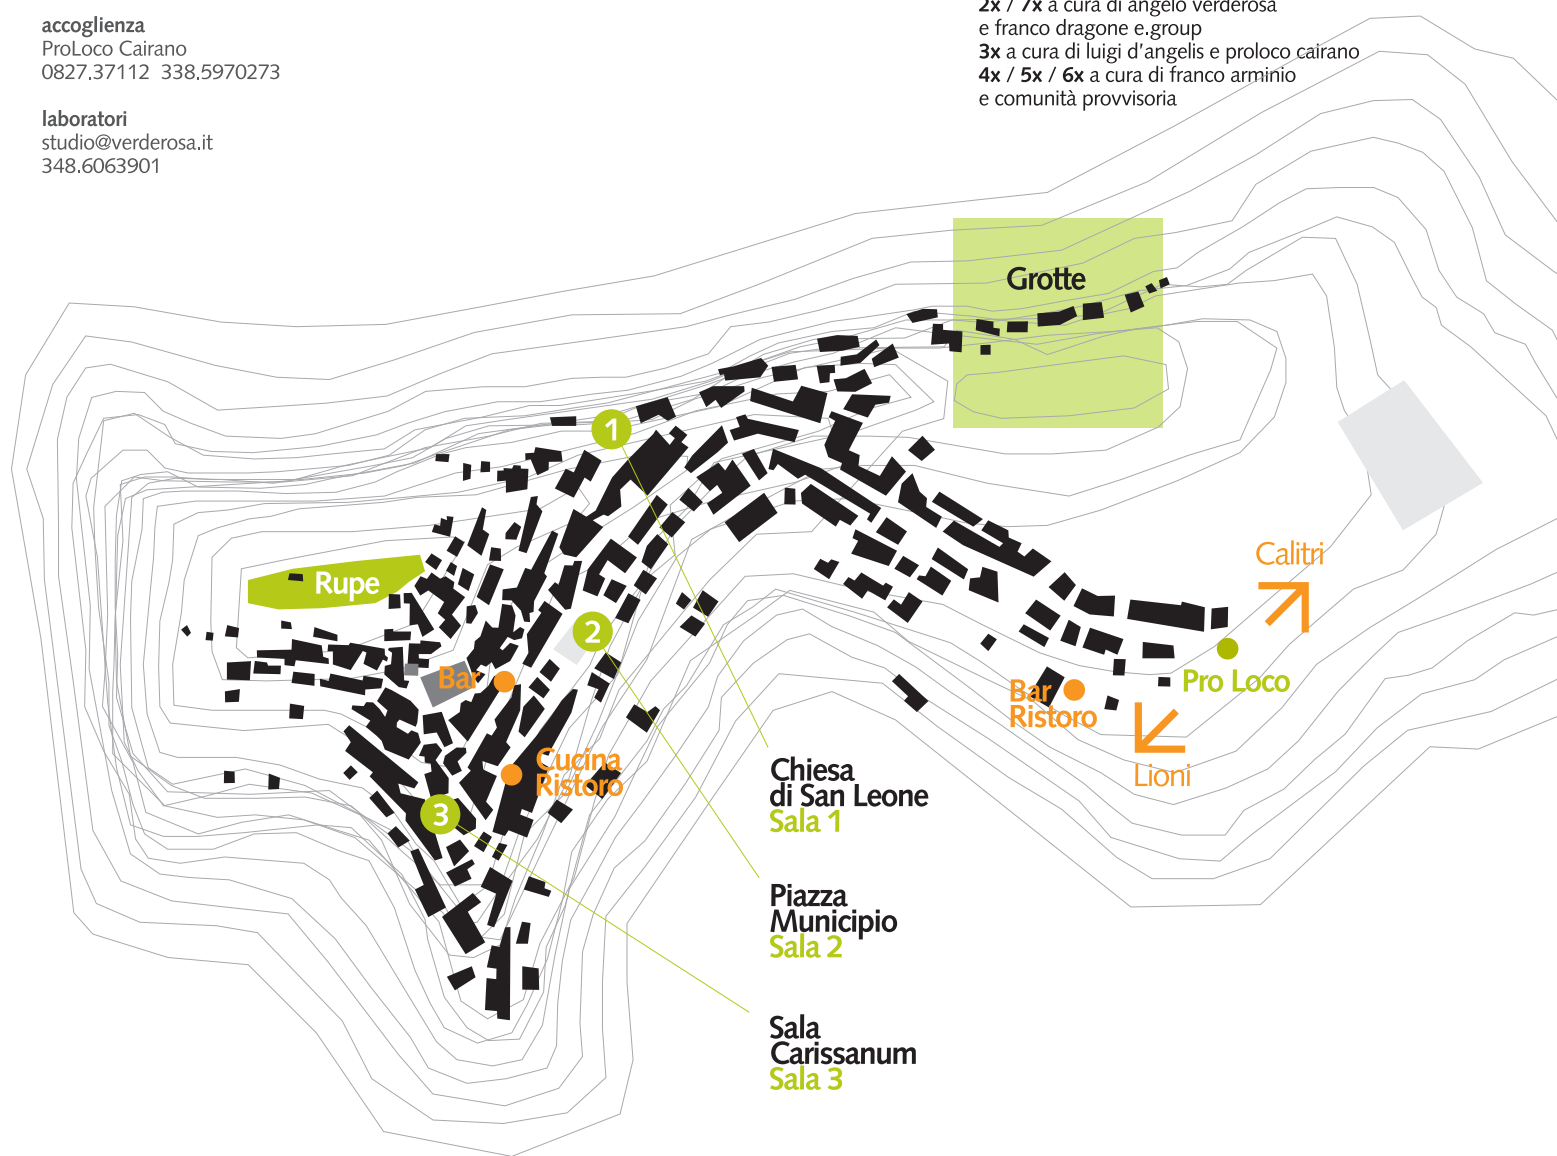 accoglienza
ProLoco Cairano
0827.37112 338.5970273
laboratori
studio@verderosa.it
348.6063901
2x / 7x a cura di angelo verderosa
e franco dragone e.group
3x a cura di luigi d'angelis e proloco cairano
4x / 5x / 6x a cura di franco arminio
e comunità provvisoria
Grotte
1
Calitri
Rupe
2
Bar
Pro Loco
Bar
Ristoro
Cucina
Ristoro
Lioni
3
Chiesa
di San Leone
Sala 1
Piazza
Municipio
Sala 2
Sala
Carissanum
Sala 3